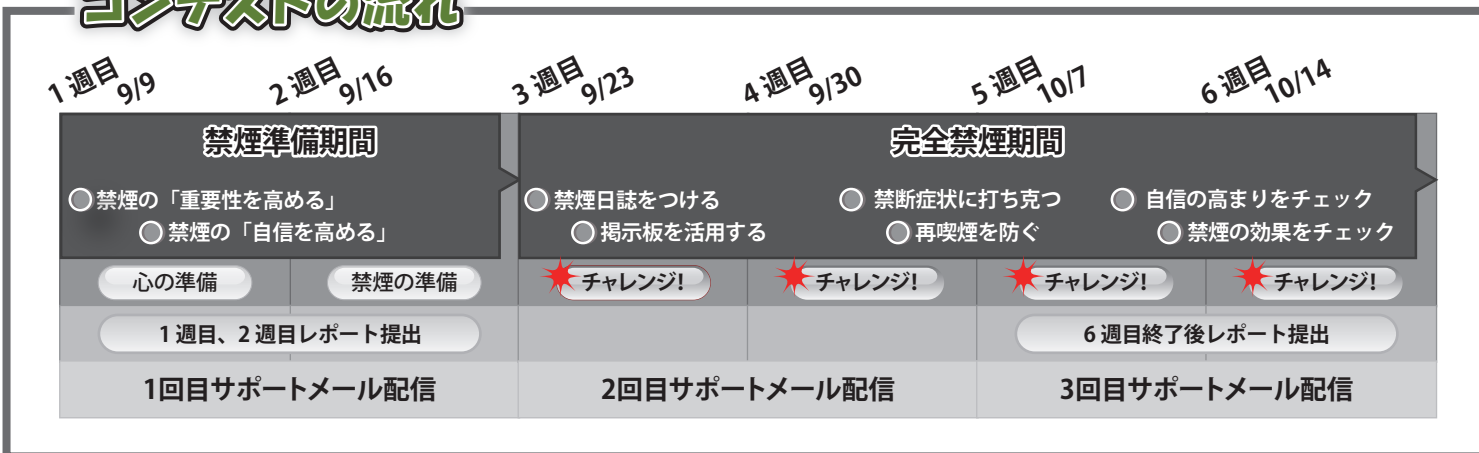 コンテストの流れ
1週目 9/9
2週目 9/16
3週目 9/23
4週目 9/30
5週目 10/7
6週目 10/14
禁煙準備期間
完全禁煙期間
禁煙の「重要性を高める」
禁煙の「自信を高める」
禁煙日誌をつける
掲示板を活用する
禁断症状に打ち克つ
再喫煙を防ぐ
自信の高まりをチェック
禁煙の効果をチェック
心の準備
禁煙の準備
チャレンジ!
チャレンジ!
チャレンジ!
チャレンジ!
1週目、2週目レポート提出
6週目終了後レポート提出
1回目サポートメール配信
2回目サポートメール配信
3回目サポートメール配信